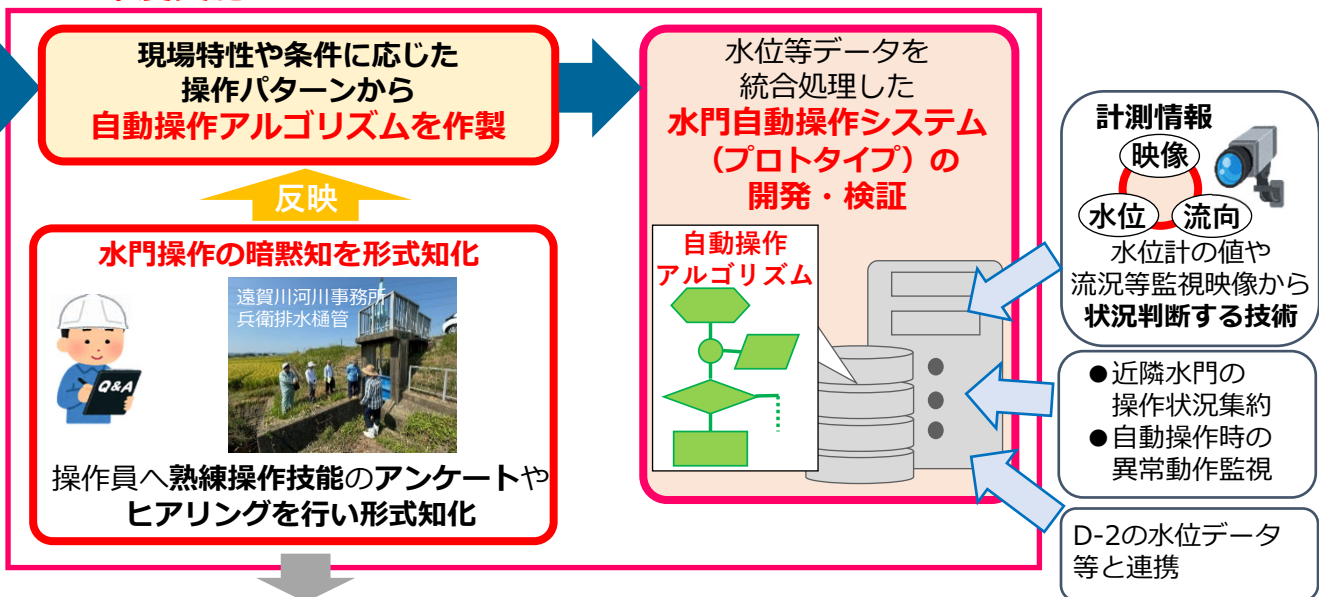 現場特性や条件に応じた
操作パターンから
自動操作アルゴリズムを作製
反映
水門操作の暗黙知を形式知化
遠賀川河川事務所
兵衛排水樋管
Q&A
操作員へ熟練操作技能のアンケートや
ヒアリングを行い形式知化
水位等データを
統合処理した
水門自動操作システム
（プロトタイプ）の
開発・検証
自動操作
アルゴリズム
計測情報
映像
水位
流向
水位計の値や
流況等監視映像から
状況判断する技術
●近隣水門の
操作状況集約
●自動操作時の
異常動作監視
D-2の水位データ
等と連携